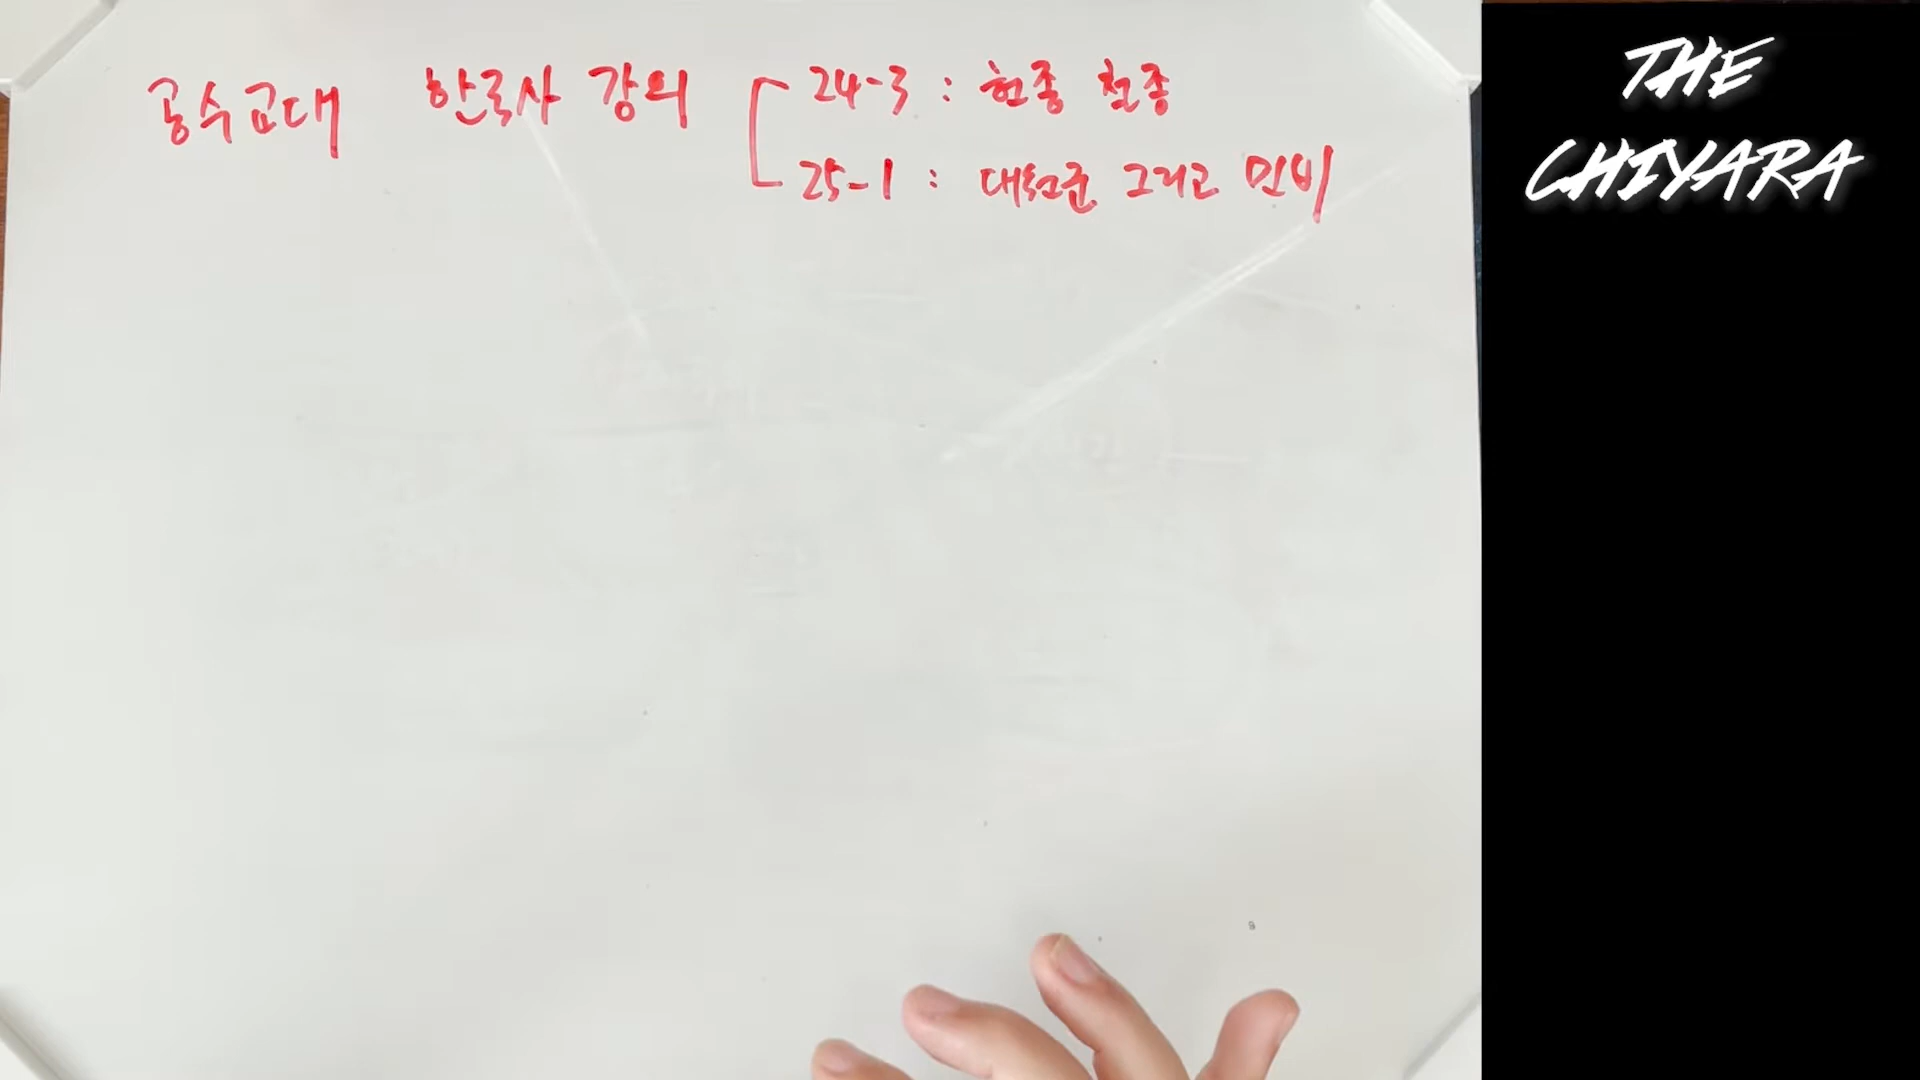 공수교대 한국사 강의 24-3 : 헌종 철종
25-1 : 대원군 그리고 민비
THE
CHIYARA